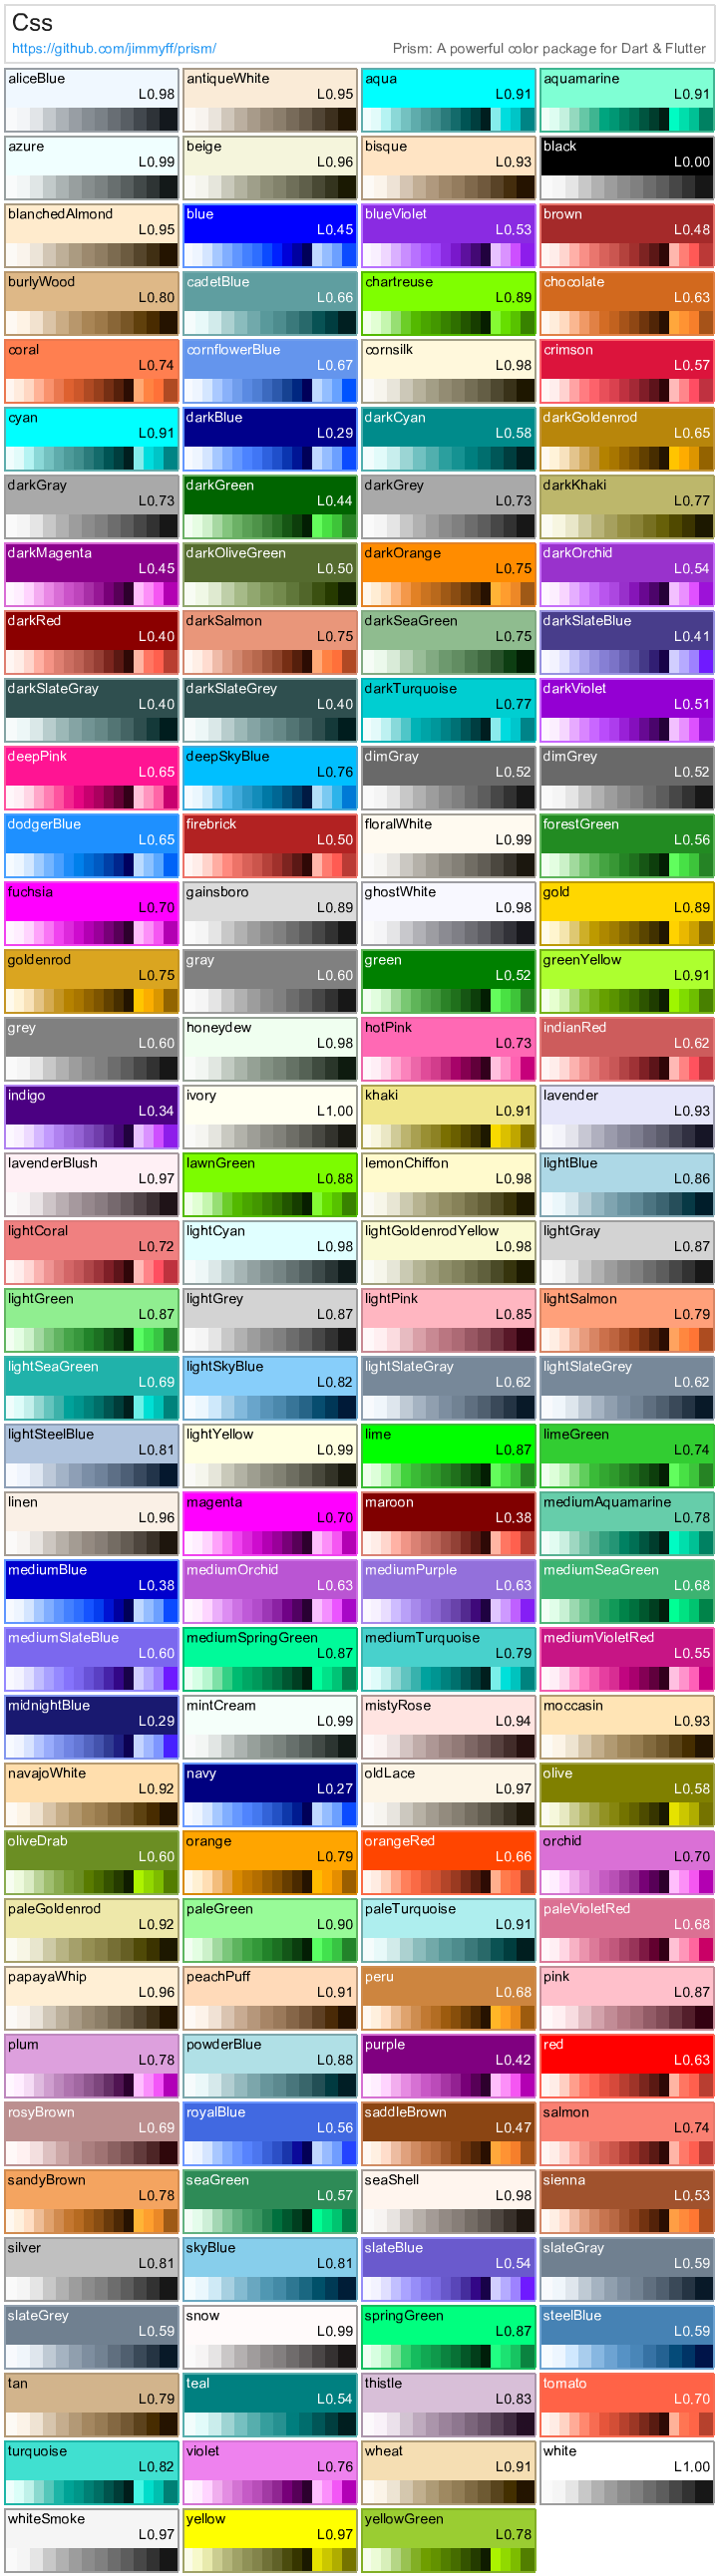 Css
https://github.com/jimmyff/prism/ Prism: A powerful color package for Dart & Flutter
aliceBlue antiqueWhite aqua aquamarine
L0.98 L0.95 L0.91 L0.91
azure beige bisque black
L0.99 L0.96 L0.93 L0.00
blanchedAlmond blue blueViolet brown
L0.95 L0.45 L0.53 L0.48
burlyWood cadetBlue chartreuse chocolate
L0.80 L0.66 L0.89 L0.63
coral cornflowerBlue cornsilk crimson
L0.74 L0.67 L0.98 L0.57
cyan darkBlue darkCyan darkGoldenrod
L0.91 L0.29 L0.58 L0.65
darkGray darkGreen darkGrey darkKhaki
L0.73 L0.44 L0.73 L0.77
darkMagenta darkOliveGreen darkOrange darkOrchid
L0.45 L0.50 L0.75 L0.54
darkRed darkSalmon darkSeaGreen darkSlateBlue
L0.40 L0.75 L0.75 L0.41
darkSlateGray darkSlateGrey darkTurquoise darkViolet
L0.40 L0.40 L0.77 L0.51
deepPink deepSkyBlue dimGray dimGrey
L0.65 L0.76 L0.52 L0.52
dodgerBlue firebrick floralWhite forestGreen
L0.65 L0.50 L0.99 L0.56
fuchsia gainsboro ghostWhite gold
L0.70 L0.89 L0.98 L0.89
goldenrod gray green greenYellow
L0.75 L0.60 L0.52 L0.91
grey honeydew hotPink indianRed
L0.60 L0.98 L0.73 L0.62
indigo ivory khaki lavender
L0.34 L1.00 L0.91 L0.93
lavenderBlush lawnGreen lemonChiffon lightBlue
L0.97 L0.88 L0.98 L0.86
lightCoral lightCyan lightGoldenrodYellow lightGray
L0.72 L0.98 L0.98 L0.87
lightGreen lightGrey lightPink lightSalmon
L0.87 L0.87 L0.85 L0.79
lightSeaGreen lightSkyBlue lightSlateGray lightSlateGrey
L0.69 L0.82 L0.62 L0.62
lightSteelBlue lightYellow lime limeGreen
L0.81 L0.99 L0.87 L0.74
linen magenta maroon mediumAquamarine
L0.96 L0.70 L0.38 L0.78
mediumBlue mediumOrchid mediumPurple mediumSeaGreen
L0.38 L0.63 L0.63 L0.68
mediumSlateBlue mediumSpringGreen mediumTurquoise mediumVioletRed
L0.60 L0.87 L0.79 L0.55
midnightBlue mintCream mistyRose moccasin
L0.29 L0.99 L0.94 L0.93
navajoWhite navy oldLace olive
L0.92 L0.27 L0.97 L0.58
oliveDrab orange orangeRed orchid
L0.60 L0.79 L0.66 L0.70
paleGoldenrod paleGreen paleTurquoise paleVioletRed
L0.92 L0.90 L0.91 L0.68
papayaWhip peachPuff peru pink
L0.96 L0.91 L0.68 L0.87
plum powderBlue purple red
L0.78 L0.88 L0.42 L0.63
rosyBrown royalBlue saddleBrown salmon
L0.69 L0.56 L0.47 L0.74
sandyBrown seaGreen seaShell sienna
L0.78 L0.57 L0.98 L0.53
silver skyBlue slateBlue slateGray
L0.81 L0.81 L0.54 L0.59
slateGrey snow springGreen steelBlue
L0.59 L0.99 L0.87 L0.59
tan teal thistle tomato
L0.79 L0.54 L0.83 L0.70
turquoise violet wheat white
L0.82 L0.76 L0.91 L1.00
whiteSmoke yellow yellowGreen
L0.97 L0.97 L0.78